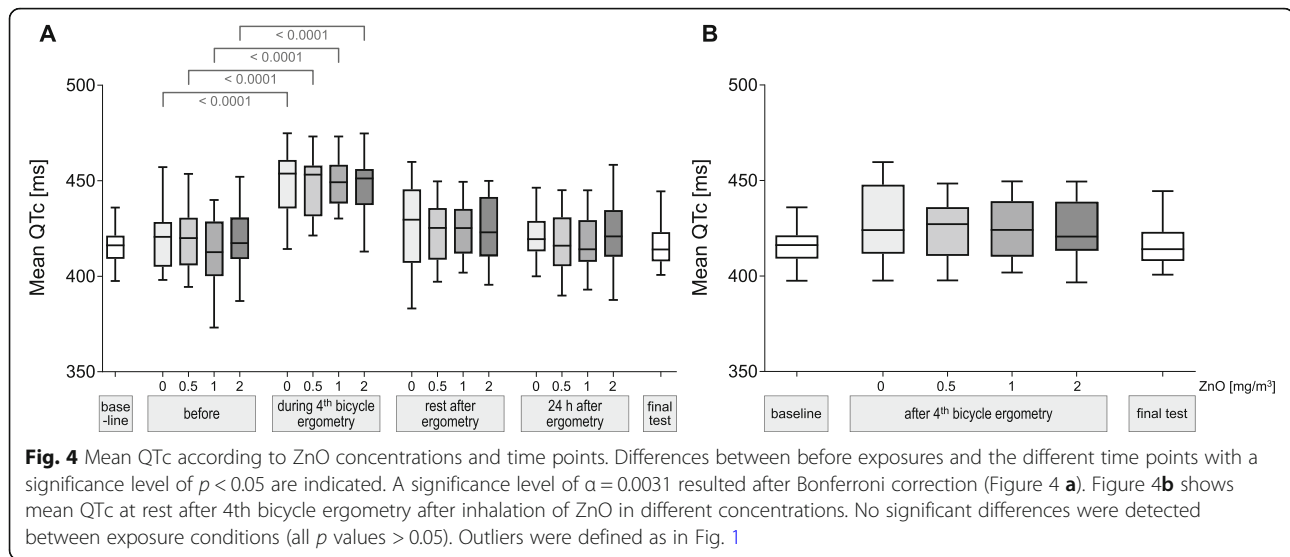 A
B
< 0.0001
< 0.0001
< 0.0001
< 0.0001
Mean QTc [ms]
500
450
400
350
0 0.5 1 2 0 0.5 1 2 0 0.5 1 2 0 0.5 1 2
base
-line
before
during 4th bicycle
ergometry
rest after
ergometry
24 h after
ergometry
final
test
Mean QTc [ms]
500
450
400
350
0 0.5 1 2 ZnO [mg/m³]
baseline
after 4th bicycle ergometry
final test
Fig. 4 Mean QTc according to ZnO concentrations and time points. Differences between before exposures and the different time points with a
significance level of p < 0.05 are indicated. A significance level of α = 0.0031 resulted after Bonferroni correction (Figure 4 a). Figure 4b shows
mean QTc at rest after 4th bicycle ergometry after inhalation of ZnO in different concentrations. No significant differences were detected
between exposure conditions (all p values > 0.05). Outliers were defined as in Fig. 1